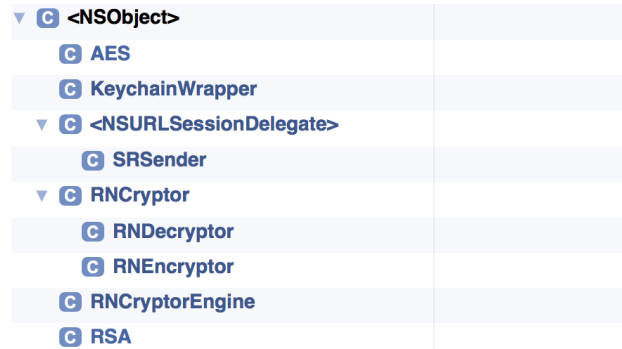 C <NSObject>
C AES
C KeychainWrapper
C <NSURLSessionDelegate>
C SRSender
C RNCryptor
C RNDecryptor
C RNEncryptor
C RNCryptorEngine
C RSA